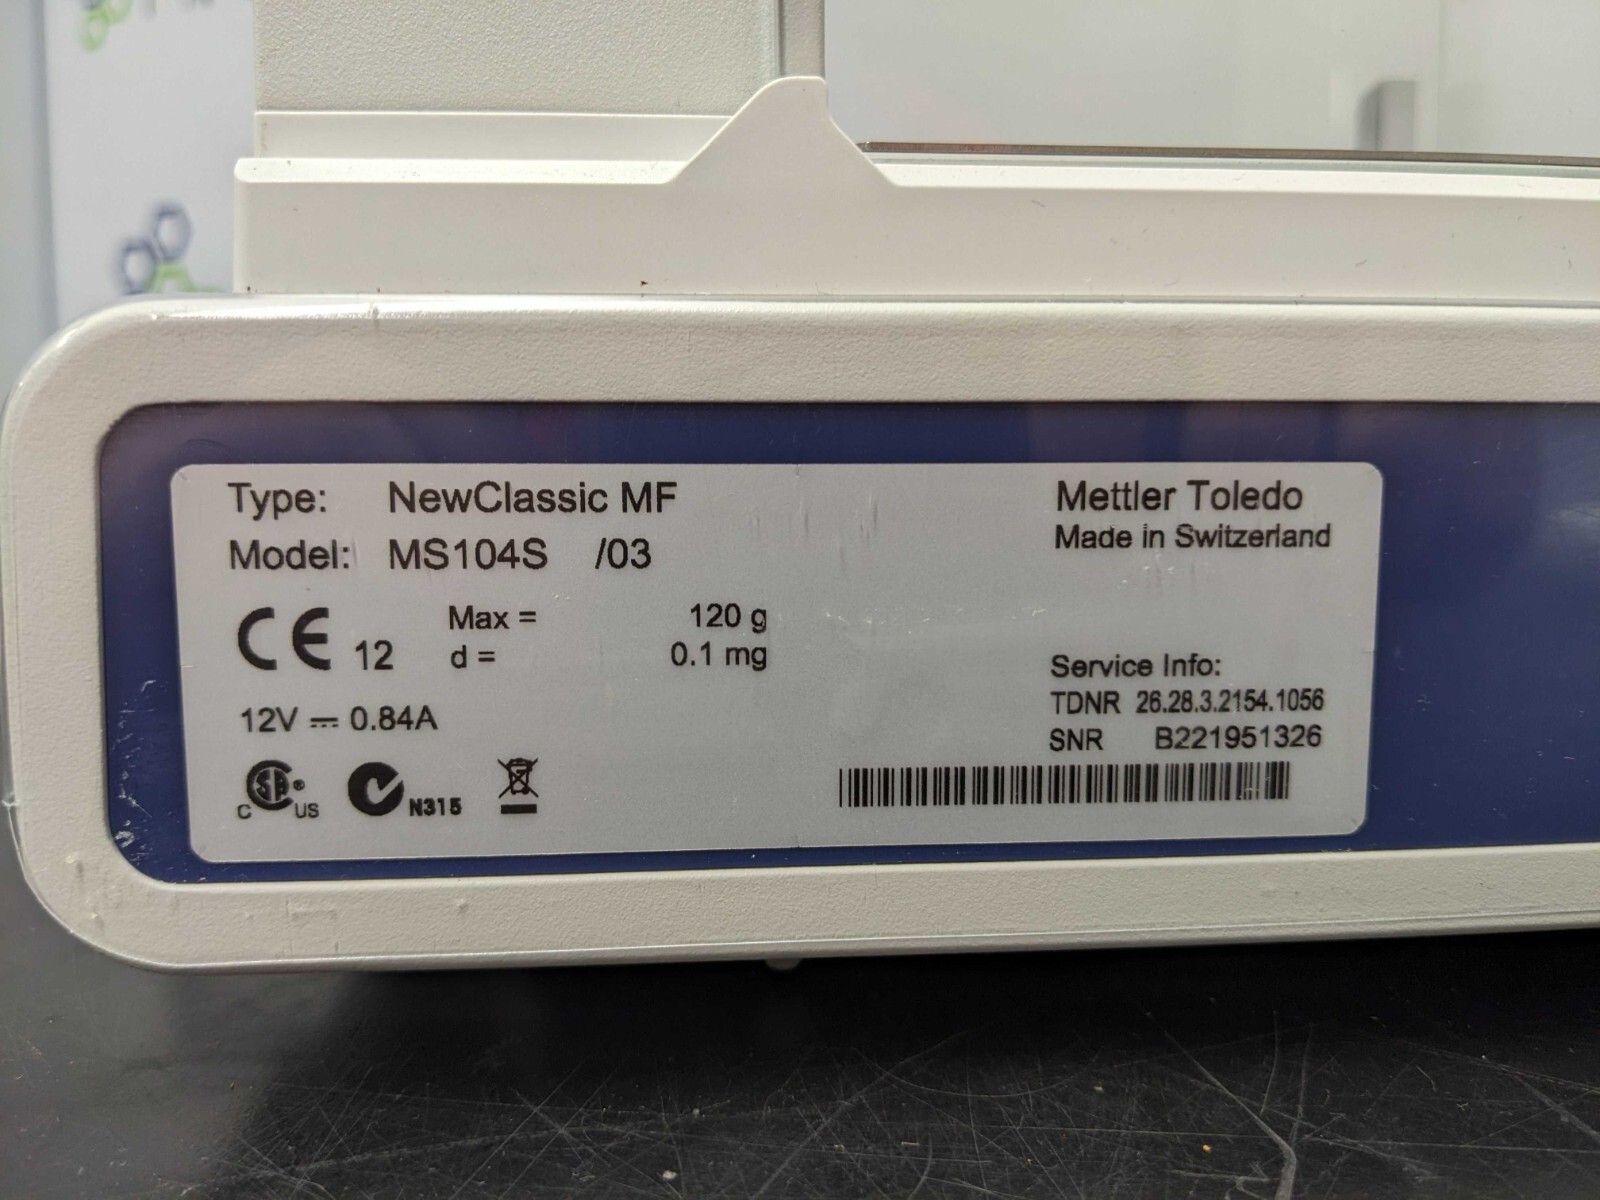 Type: NewClassic MF
Model: MS104S /03
Mettler Toledo
Made in Switzerland
CE 12
Max = 120 g
d = 0.1 mg
12V ⎓ 0.84A
Service Info:
TDNR 26.28.3.2154.1056
SNR B221951326
C SA® US
N315